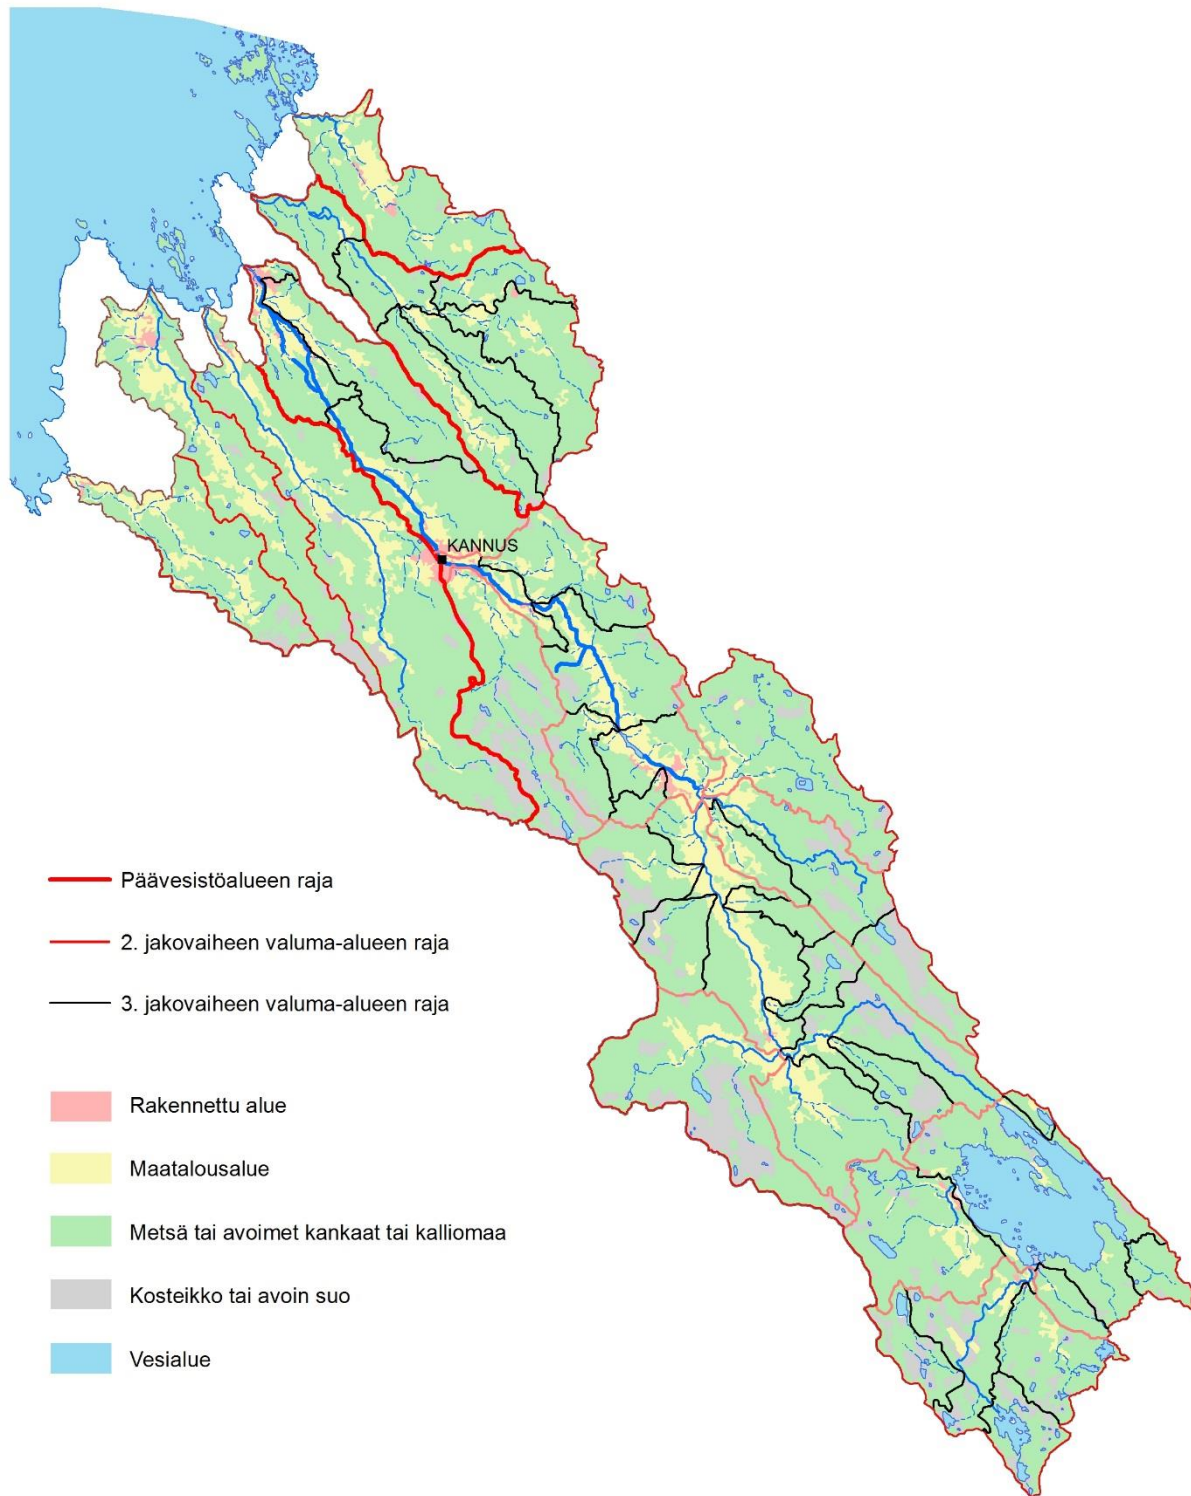 KANNUS
Päävesistöalueen raja
2. jakovaiheen valuma-alueen raja
3. jakovaiheen valuma-alueen raja
Rakennettu alue
Maatalousalue
Metsä tai avoimet kankaat tai kalliomaa
Kosteikko tai avoin suo
Vesialue